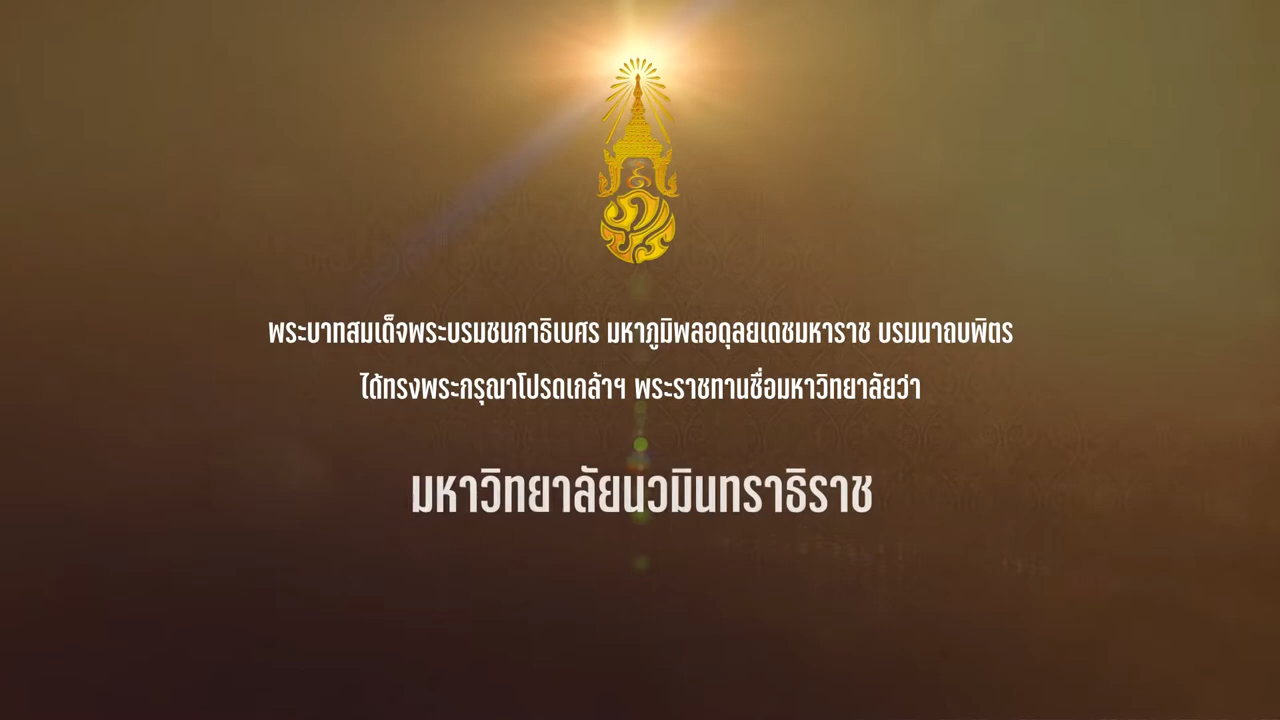 พระบาทสมเด็จพระบรมชนกาธิเบศร มหาภูมิพลอดุลยเดชมหาราช บรมนาถบพิตร
ได้ทรงพระกรุณาโปรดเกล้าฯ พระราชทานชื่อมหาวิทยาลัยว่า
มหาวิทยาลัยนวมินทราธิราช